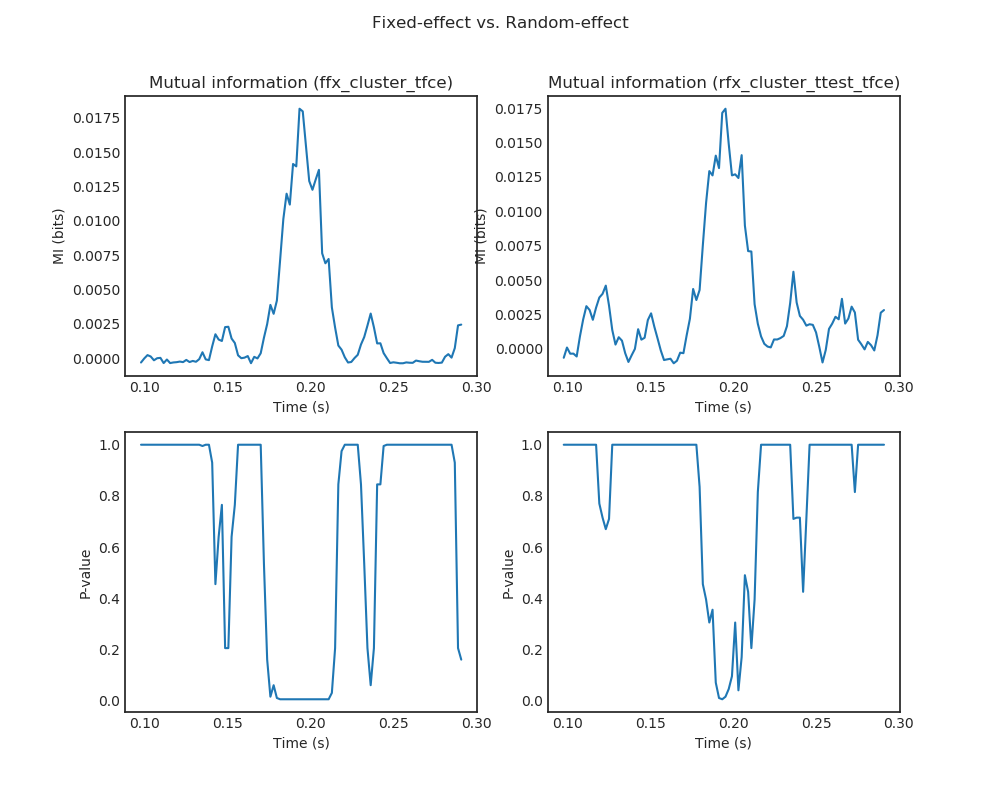 Fixed-effect vs. Random-effect
Mutual information (ffx_cluster_tfce)
0.0175
0.0150
0.0125
0.0100
0.0075
0.0050
0.0025
0.0000
MI (bits)
0.10 0.15 0.20 0.25 0.30
Time (s)
Mutual information (rfx_cluster_ttest_tfce)
0.0175
0.0150
0.0125
0.0100
0.0075
0.0050
0.0025
0.0000
MI (bits)
0.10 0.15 0.20 0.25 0.30
Time (s)
1.0
0.8
0.6
0.4
0.2
0.0
P-value
0.10 0.15 0.20 0.25 0.30
Time (s)
1.0
0.8
0.6
0.4
0.2
0.0
P-value
0.10 0.15 0.20 0.25 0.30
Time (s)